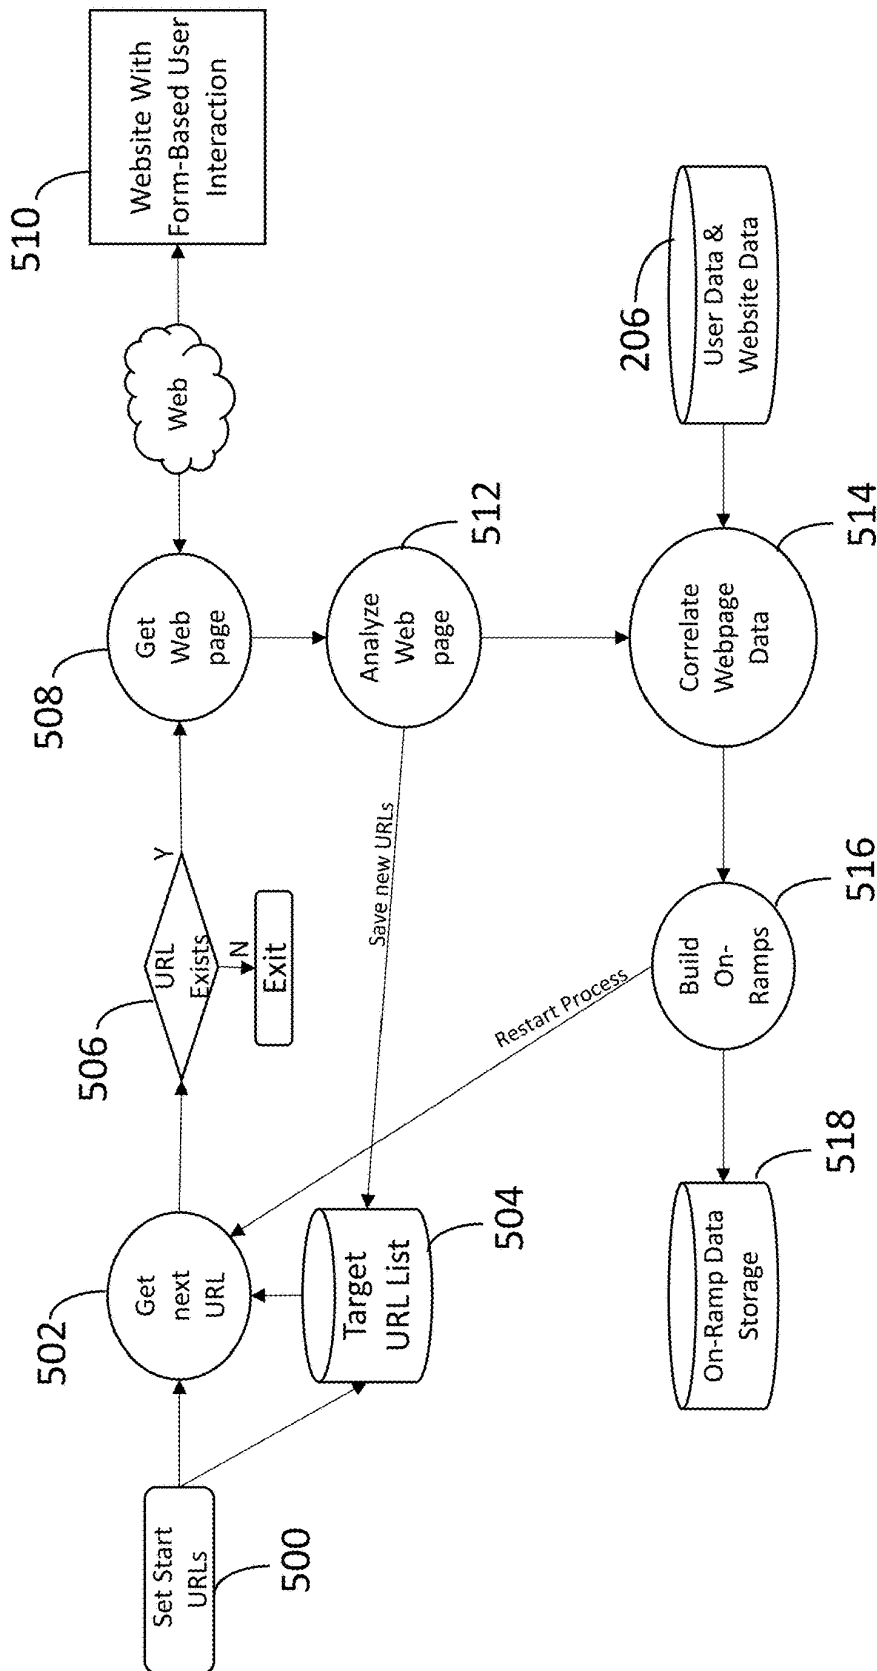 500
Set Start
URLs
502
Get
next
URL
504
Target
URL List
506
URL
Exists
Y
N
Exit
508
Get
Web
page
Web
510
Website With
Form-Based User
Interaction
Save new URLs
512
Analyze
Web
page
Restart Process
518
On-Ramp Data
Storage
516
Build
On-
Ramps
514
Correlate
Webpage
Data
206
User Data &
Website Data